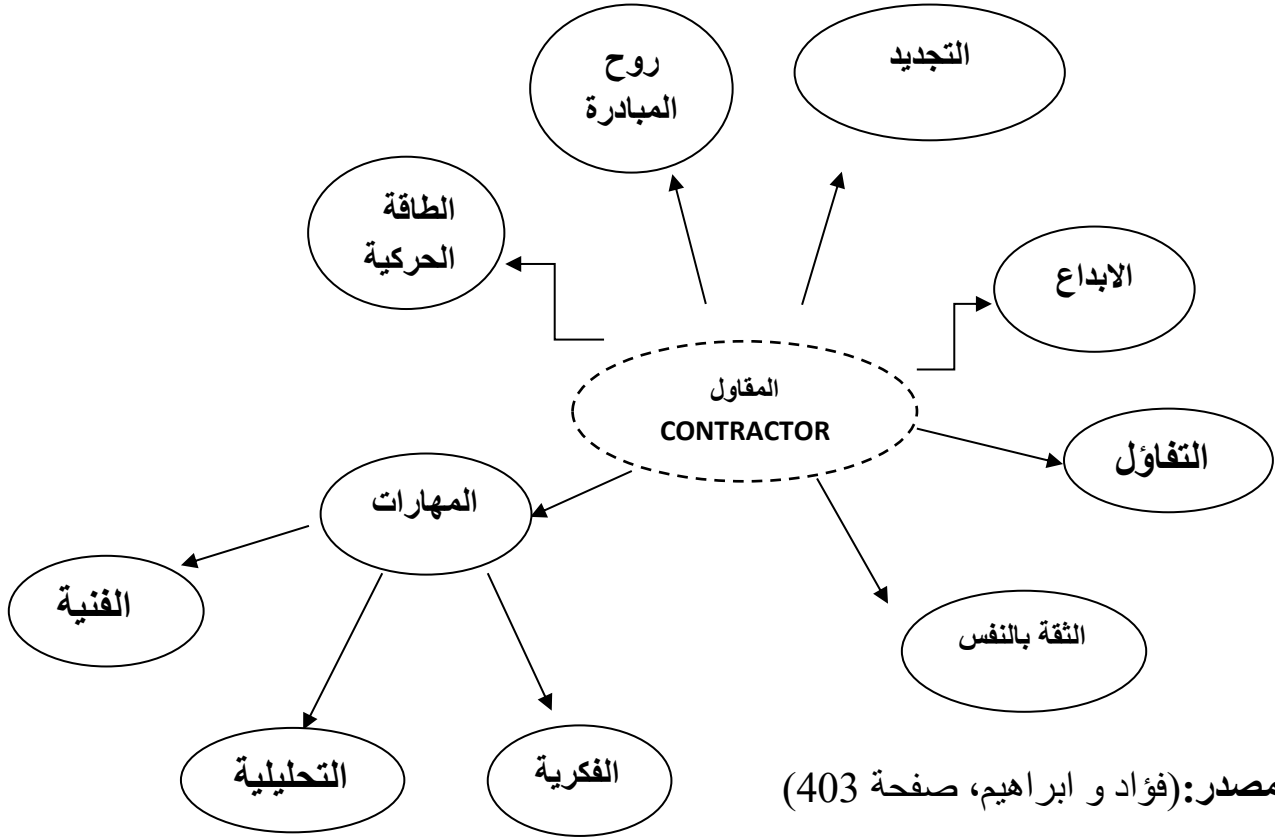 التجديد
روح
المبادرة
الطاقة
الحركية
الابداع
المقاول
CONTRACTOR
التفاؤل
المهارات
الفنية
الثقة بالنفس
الفكرية
التحليلية
مصدر:(فؤاد و ابراهيم، صفحة 403)